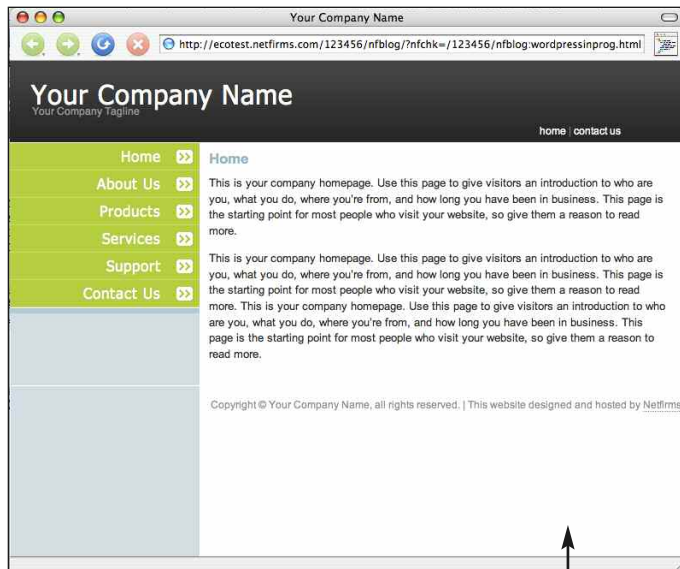 Your Company Name
http://ecotest.netfirms.com/123456/nfblog/?nfchk=/123456/nfblog:wordpressinprog.html
Your Company Name
Your Company Tagline
home | contact us
Home
About Us
Products
Services
Support
Contact Us
Home
This is your company homepage. Use this page to give visitors an introduction to who are
you, what you do, where you're from, and how long you have been in business. This page is
the starting point for most people who visit your website, so give them a reason to read
more.
This is your company homepage. Use this page to give visitors an introduction to who are
you, what you do, where you're from, and how long you have been in business. This page is
the starting point for most people who visit your website, so give them a reason to read
more. This is your company homepage. Use this page to give visitors an introduction to who
are you, what you do, where you're from, and how long you have been in business. This
page is the starting point for most people who visit your website, so give them a reason to
read more.
Copyright © Your Company Name, all rights reserved. | This website designed and hosted by Netfirms